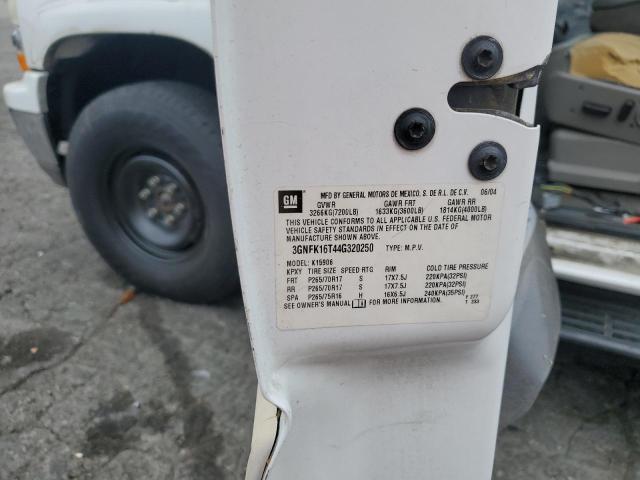 GM
MFD BY GENERAL MOTORS DE MEXICO, S. DE R.L. DE C.V. 06/04
GVWR GAWR FRT GAWR RR
3266KG(7200LB) 1633KG(3600LB) 1814KG(4000LB)
THIS VEHICLE CONFORMS TO ALL APPLICABLE U.S. FEDERAL MOTOR
VEHICLE SAFETY STANDARDS IN EFFECT ON THE DATE OF
MANUFACTURE SHOWN ABOVE.
3GNFK16T44G320250 TYPE: M.P.V.
MODEL: K15906
KPXY TIRE SIZE SPEED RTG RIM COLD TIRE PRESSURE
FRT P265/70R17 S 17X7.5J 220KPA(32PSI)
RR P265/70R17 S 17X7.5J 220KPA(32PSI)
SPA P265/75R16 H 16X6.5J 240KPA(35PSI)
SEE OWNER'S MANUAL FOR MORE INFORMATION.